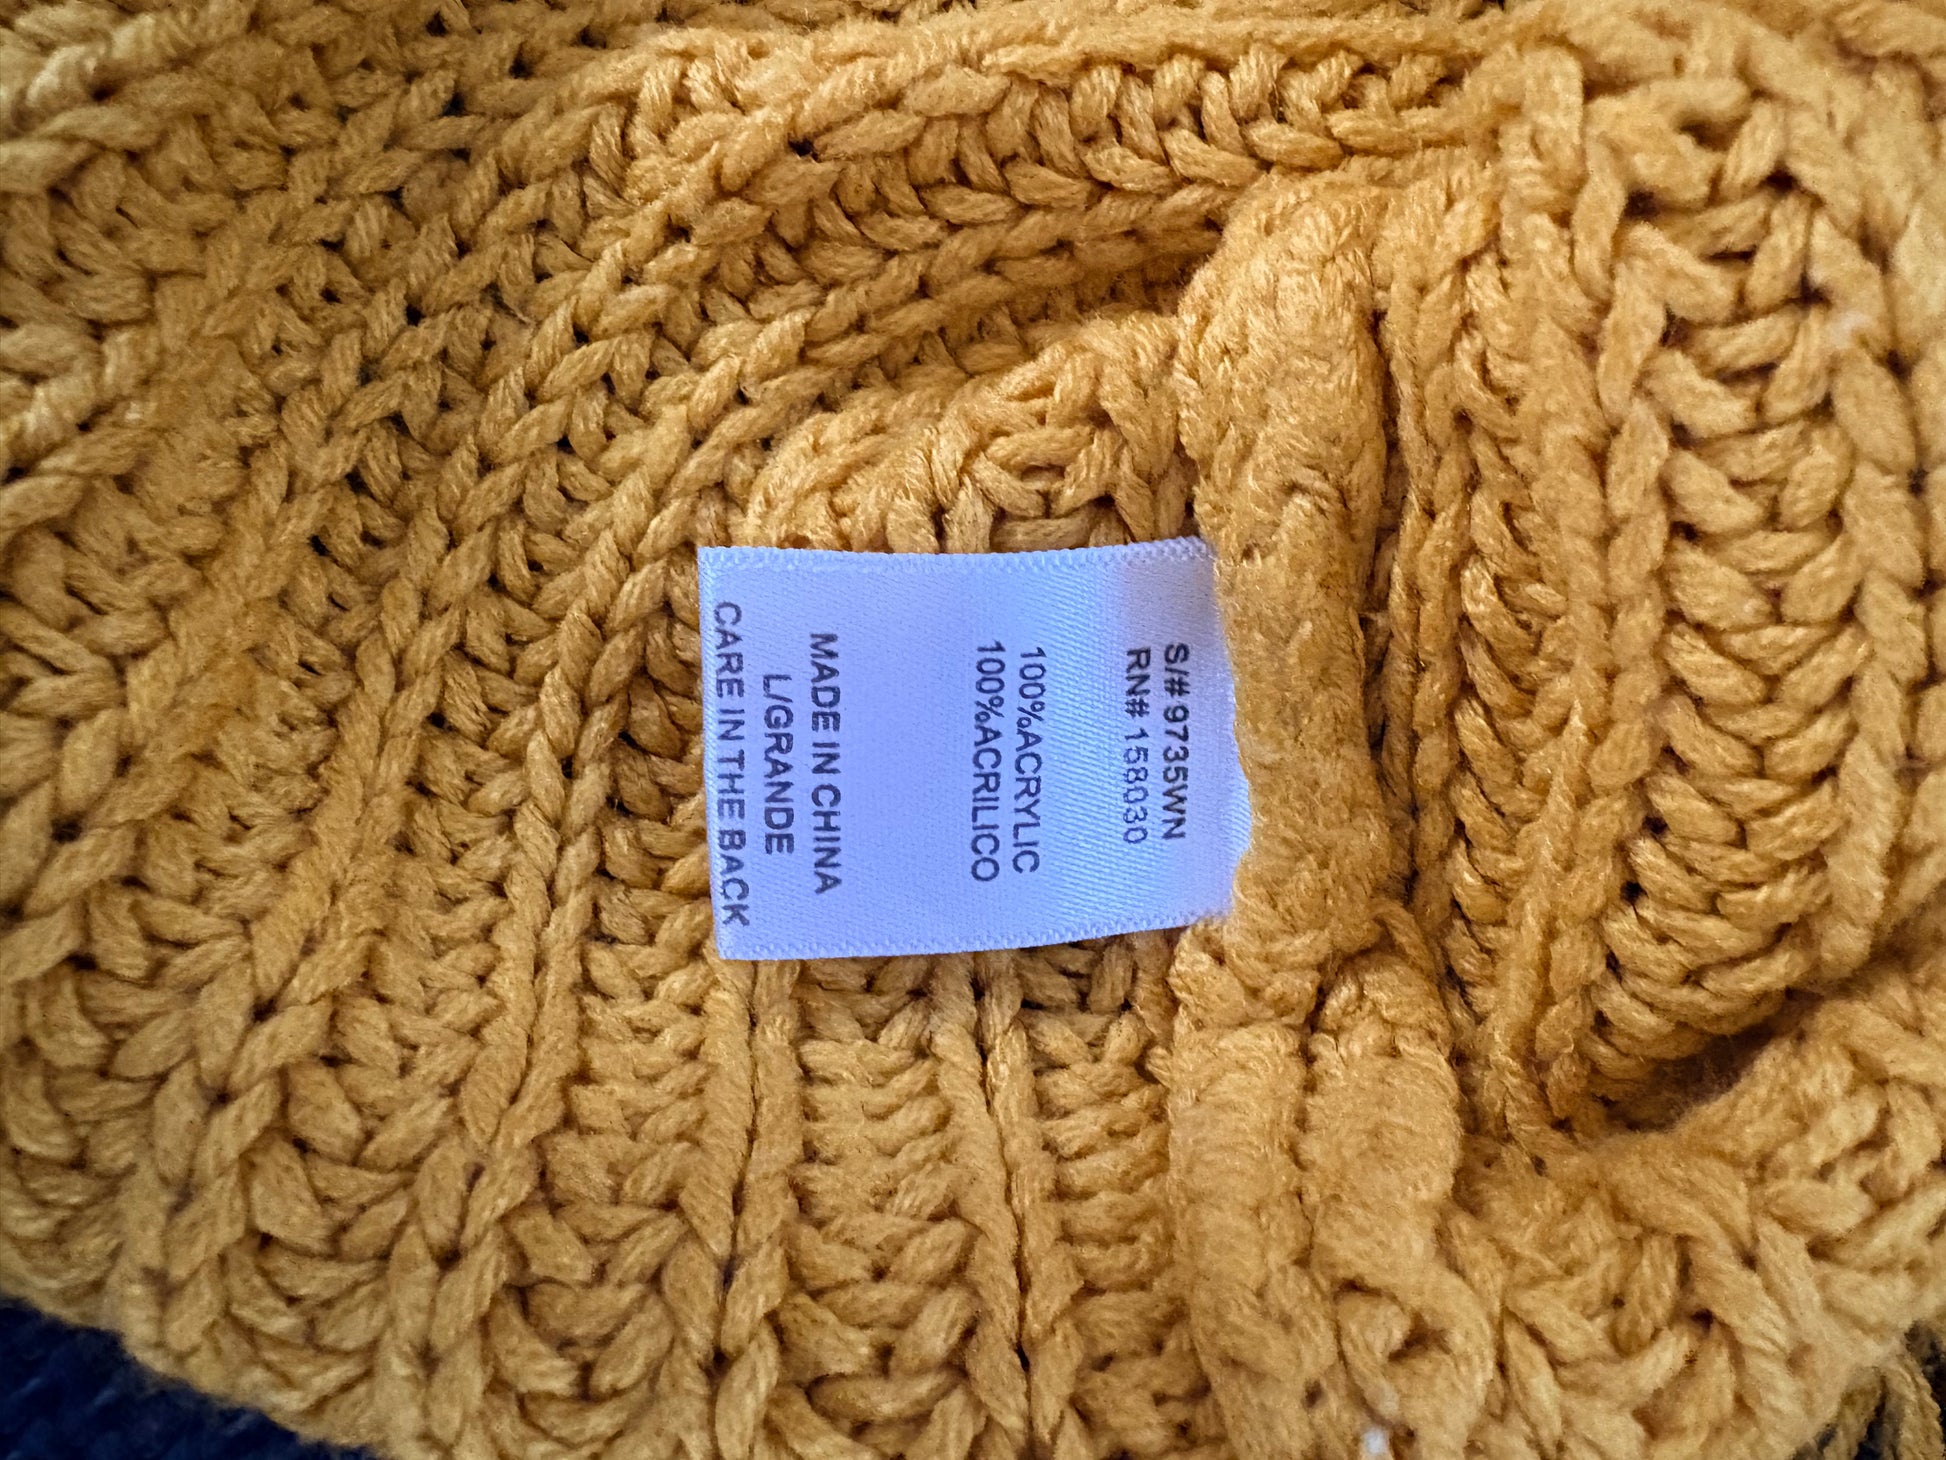 S/# 9735WN
RN# 158030
100%ACRYLIC
100%ACRILICO
MADE IN CHINA
L/GRANDE
CARE IN THE BACK